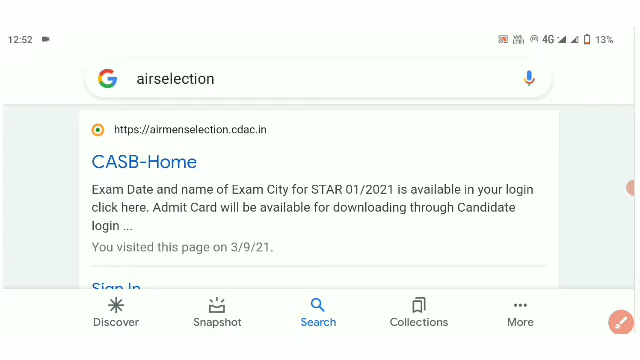 12:52 4G 13%
airselection
https://airmenselection.cdac.in
CASB-Home
Exam Date and name of Exam City for STAR 01/2021 is available in your login
click here. Admit Card will be available for downloading through Candidate
login ...
You visited this page on 3/9/21.
Sign In
Discover Snapshot Search Collections More